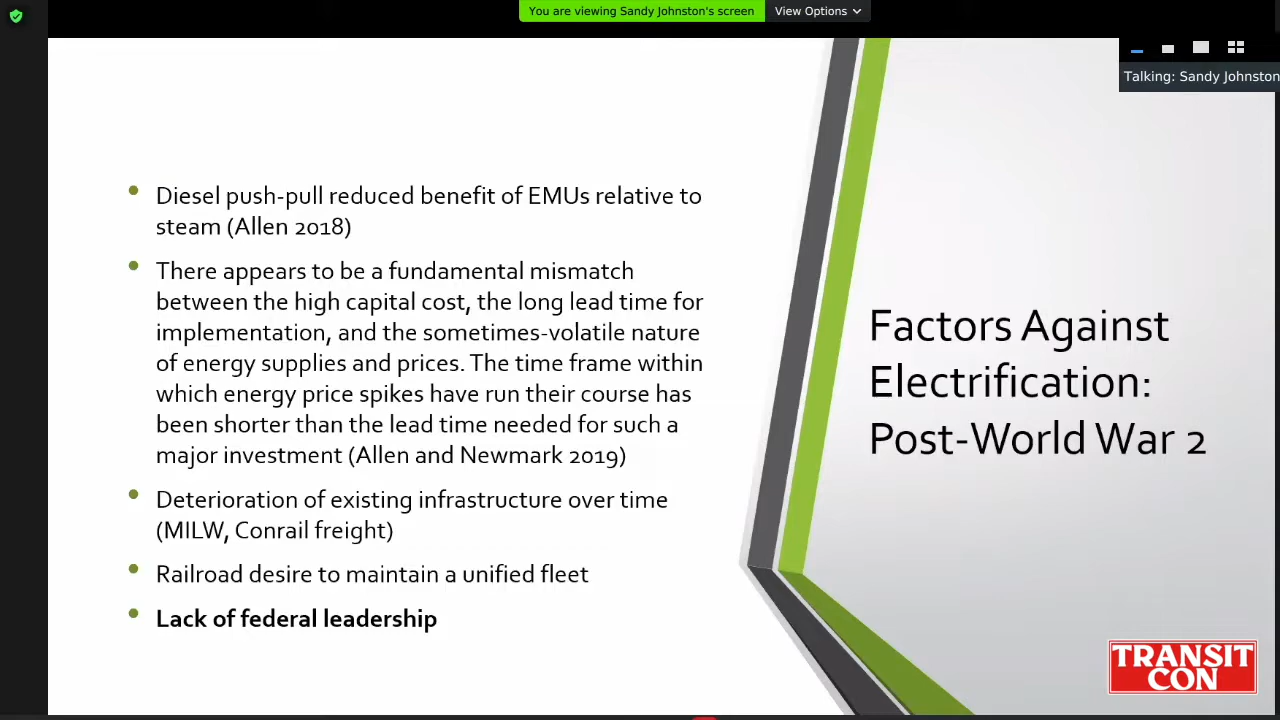 You are viewing Sandy Johnston's screen
View Options
Talking: Sandy Johnston
• Diesel push-pull reduced benefit of EMUs relative to
steam (Allen 2018)
• There appears to be a fundamental mismatch
between the high capital cost, the long lead time for
implementation, and the sometimes-volatile nature
of energy supplies and prices. The time frame within
which energy price spikes have run their course has
been shorter than the lead time needed for such a
major investment (Allen and Newmark 2019)
• Deterioration of existing infrastructure over time
(MILW, Conrail freight)
• Railroad desire to maintain a unified fleet
• Lack of federal leadership
Factors Against
Electrification:
Post-World War 2
TRANSIT
CON